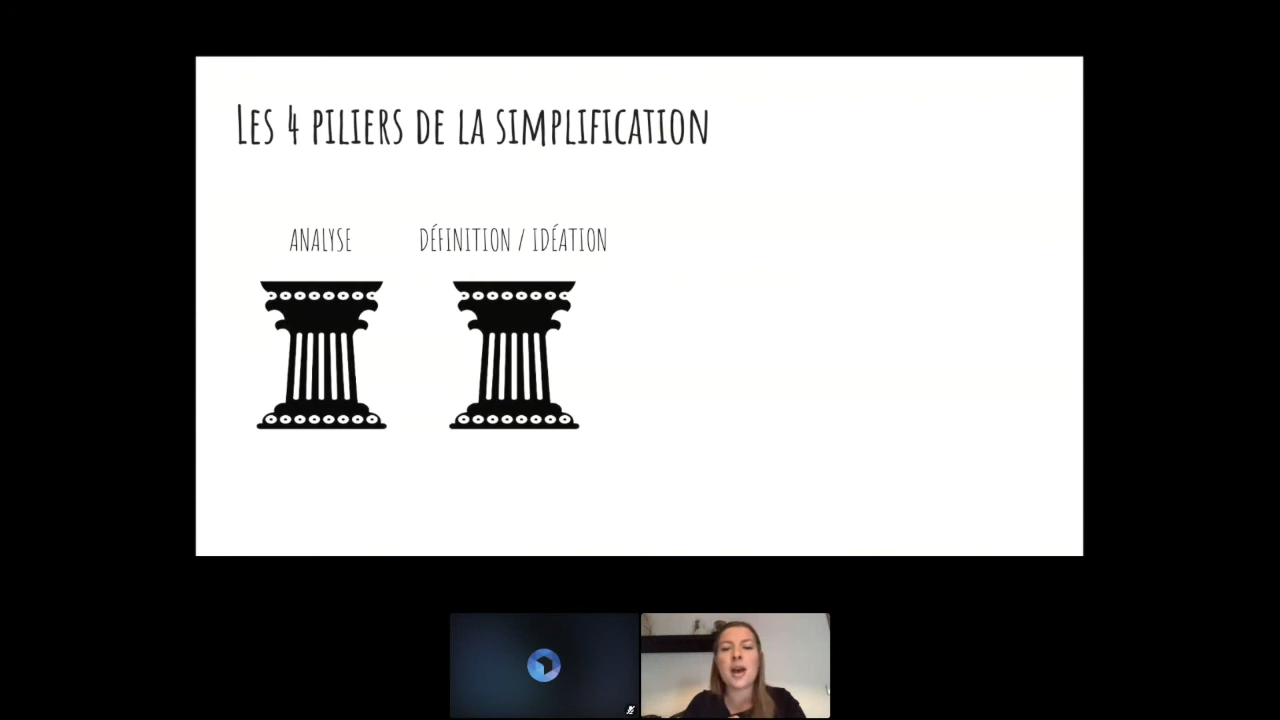 Les 4 piliers de la simplification
ANALYSE
DÉFINITION / IDÉATION